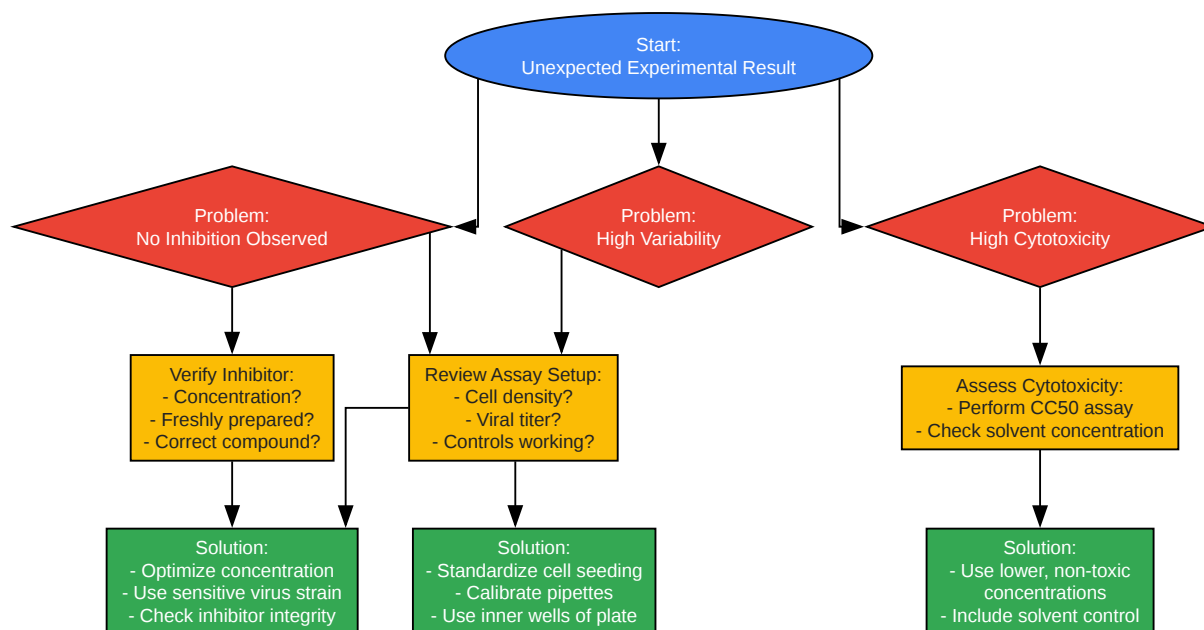 Start:
Unexpected Experimental Result
Problem:
No Inhibition Observed
Problem:
High Variability
Problem:
High Cytotoxicity
Verify Inhibitor:
- Concentration?
- Freshly prepared?
- Correct compound?
Review Assay Setup:
- Cell density?
- Viral titer?
- Controls working?
Assess Cytotoxicity:
- Perform CC50 assay
- Check solvent concentration
Solution:
- Optimize concentration
- Use sensitive virus strain
- Check inhibitor integrity
Solution:
- Standardize cell seeding
- Calibrate pipettes
- Use inner wells of plate
Solution:
- Use lower, non-toxic
concentrations
- Include solvent control